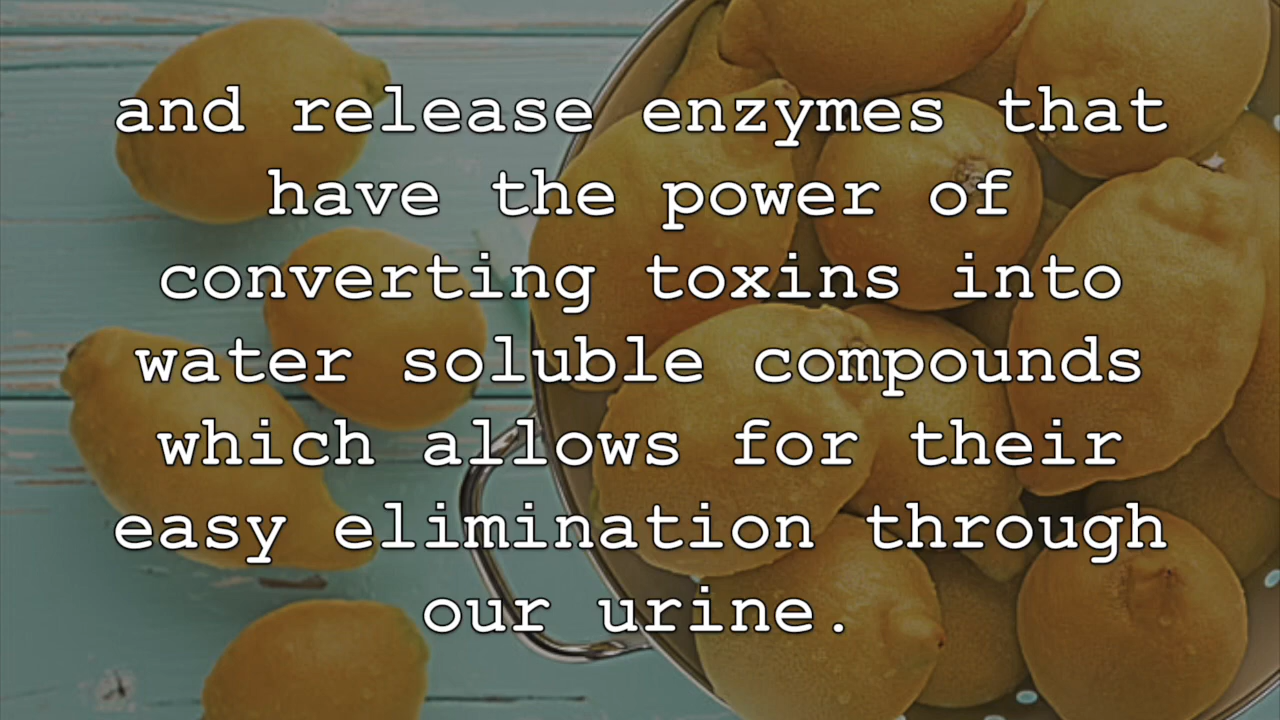 and release enzymes that
have the power of
converting toxins into
water soluble compounds
which allows for their
easy elimination through
our urine.